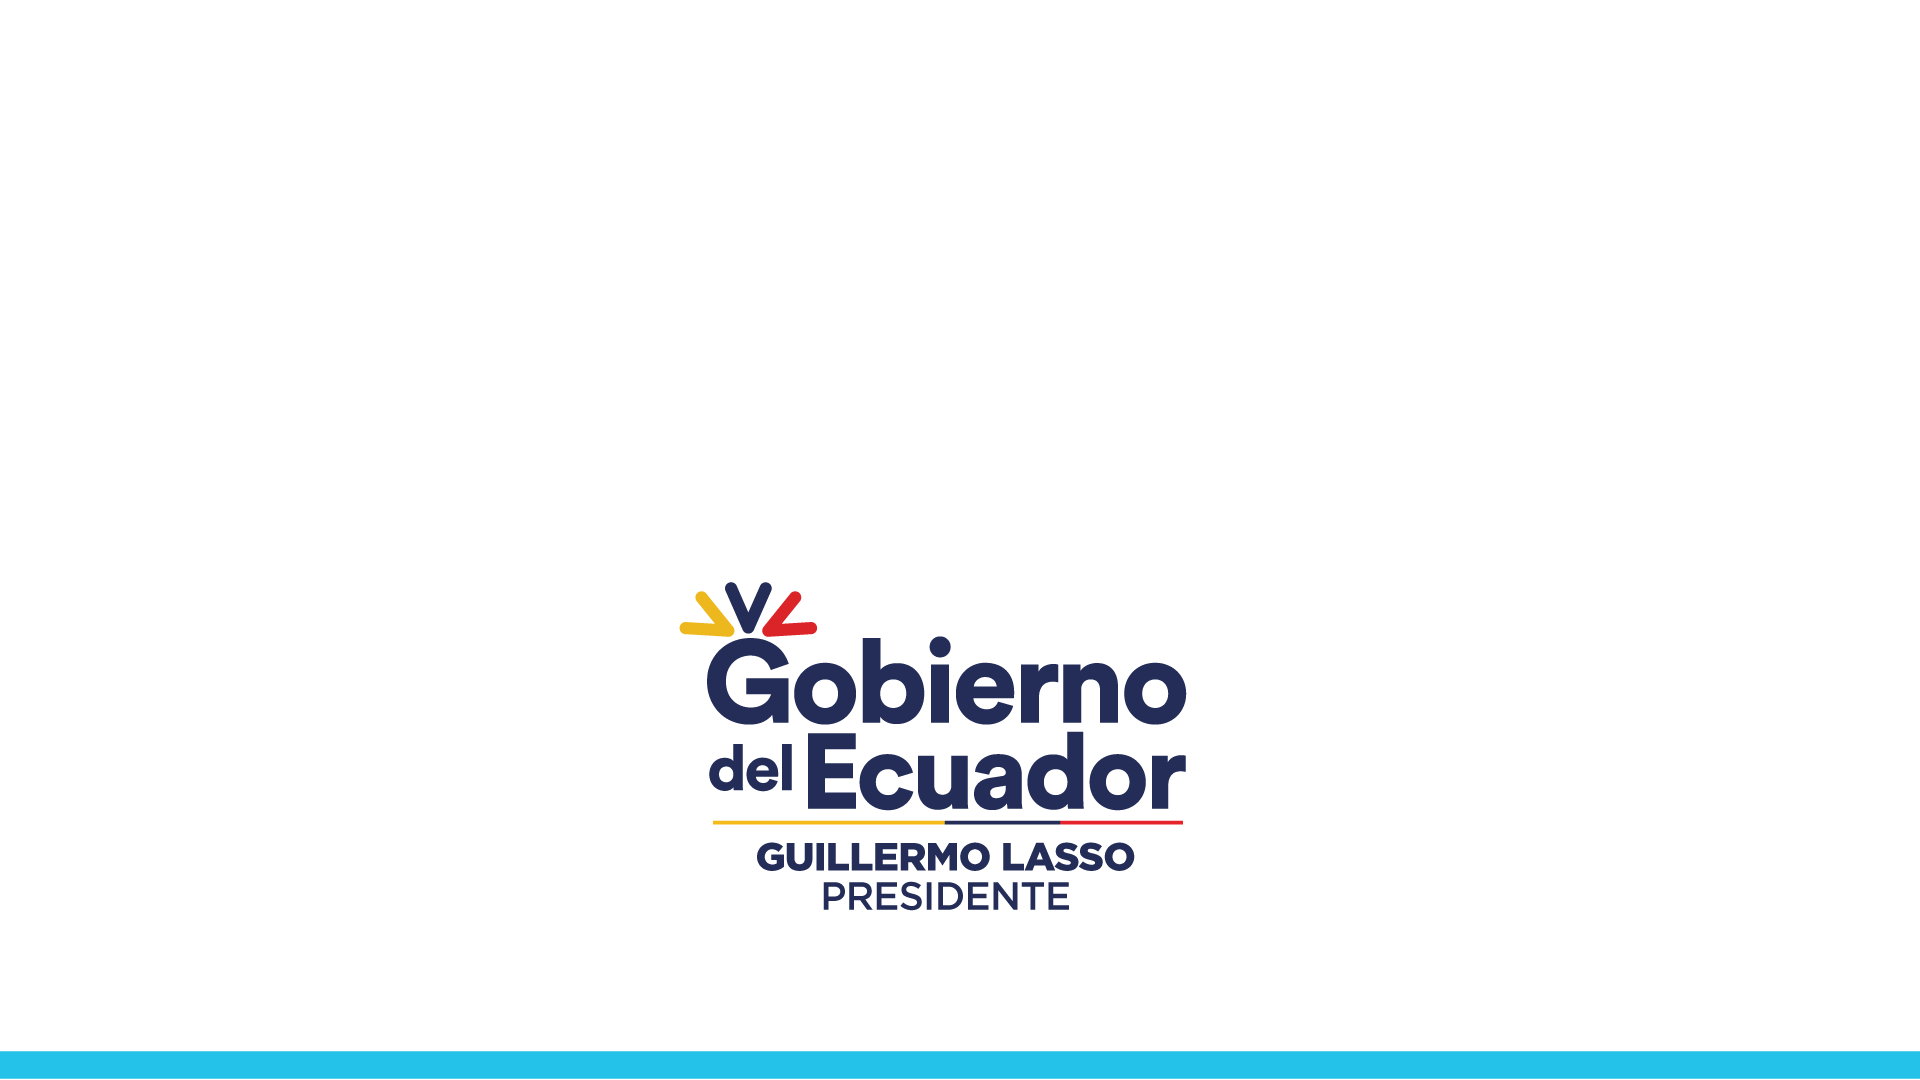 Gobierno
del Ecuador
GUILLERMO LASSO
PRESIDENTE